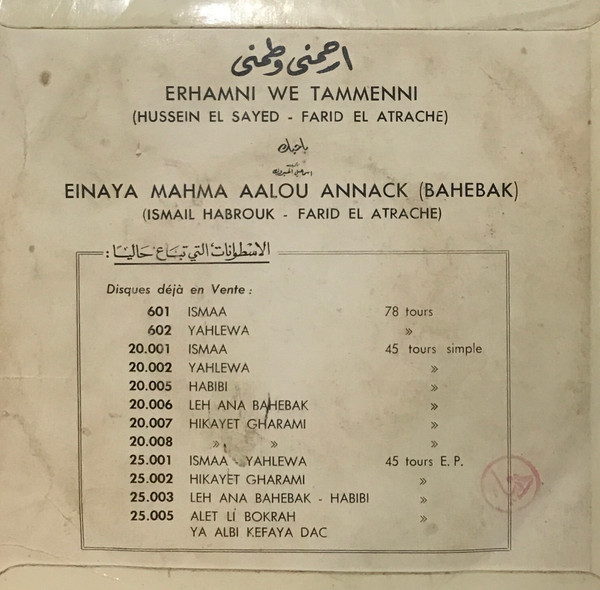 ارحمني وطمني
ERHAMNI WE TAMMENNI
(HUSSEIN EL SAYED - FARID EL ATRACHE)
باحبك
EINAYA MAHMA AALOU ANNACK (BAHEBAK)
(ISMAIL HABROUK - FARID EL ATRACHE)
الاسطوانات التي تباع حاليا :
Disques déjà en Vente :
601 ISMAA 78 tours
602 YAHLEWA »
20.001 ISMAA 45 tours simple
20.002 YAHLEWA »
20.005 HABIBI »
20.006 LEH ANA BAHEBAK »
20.007 HIKAYET GHARAMI »
20.008 » » »
25.001 ISMAA - YAHLEWA 45 tours E.P.
25.002 HIKAYET GHARAMI »
25.003 LEH ANA BAHEBAK - HABIBI »
25.005 ALET LI BOKRAH »
YA ALBI KEFAYA DAC